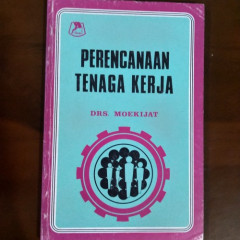 PERENCANAAN
TENAGA KERJA
DRS. MOEKIJAT